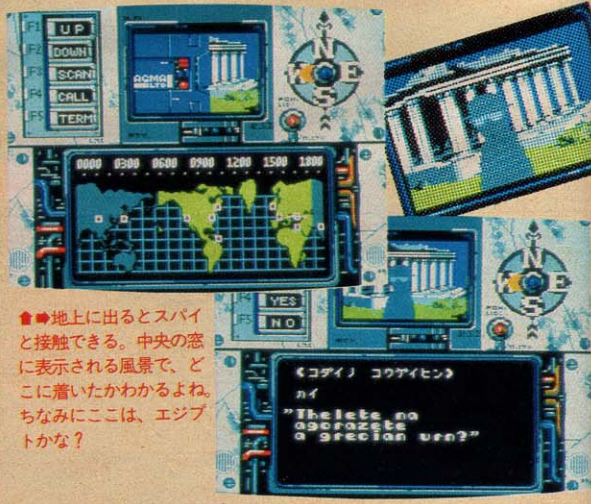 F1 UP
F2 DOWN
F3 SCAN
F4 CALL
F5 TERM
N
W E
S
0000 0300 0600 0900 1200 1500 1800
⬆➡地上に出るとスパイ
と接触できる。中央の窓
に表示される風景で、ど
こに着いたかわかるよね。
ちなみにここは、エジプ
トかな?
F4 YES
F5 NO
N
W E
S
《コダイノ コウゲイヒン》
カイ
"Thelete na
agorazete
a grecian urn?"